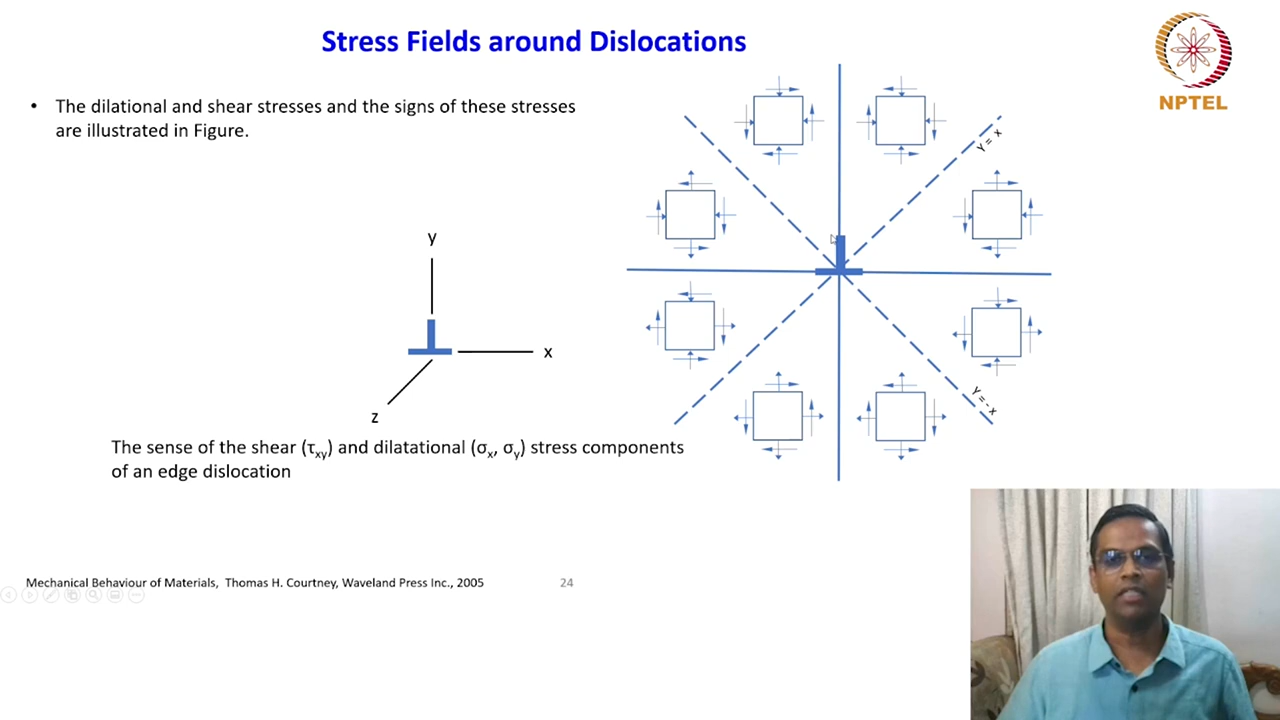 Stress Fields around Dislocations
NPTEL
• The dilational and shear stresses and the signs of these stresses
are illustrated in Figure.
Y = x
y
x
z
Y = - x
The sense of the shear (τxy) and dilatational (σx, σy) stress components
of an edge dislocation
Mechanical Behaviour of Materials, Thomas H. Courtney, Waveland Press Inc., 2005
24